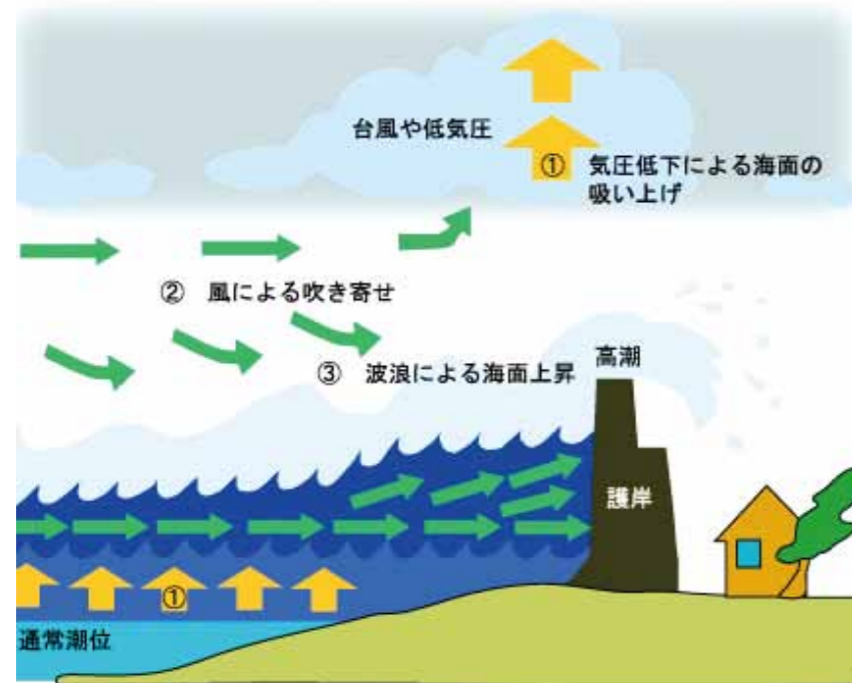 台風や低気圧
① 気圧低下による海面の
吸い上げ
② 風による吹き寄せ
③ 波浪による海面上昇
高潮
護岸
①
通常潮位